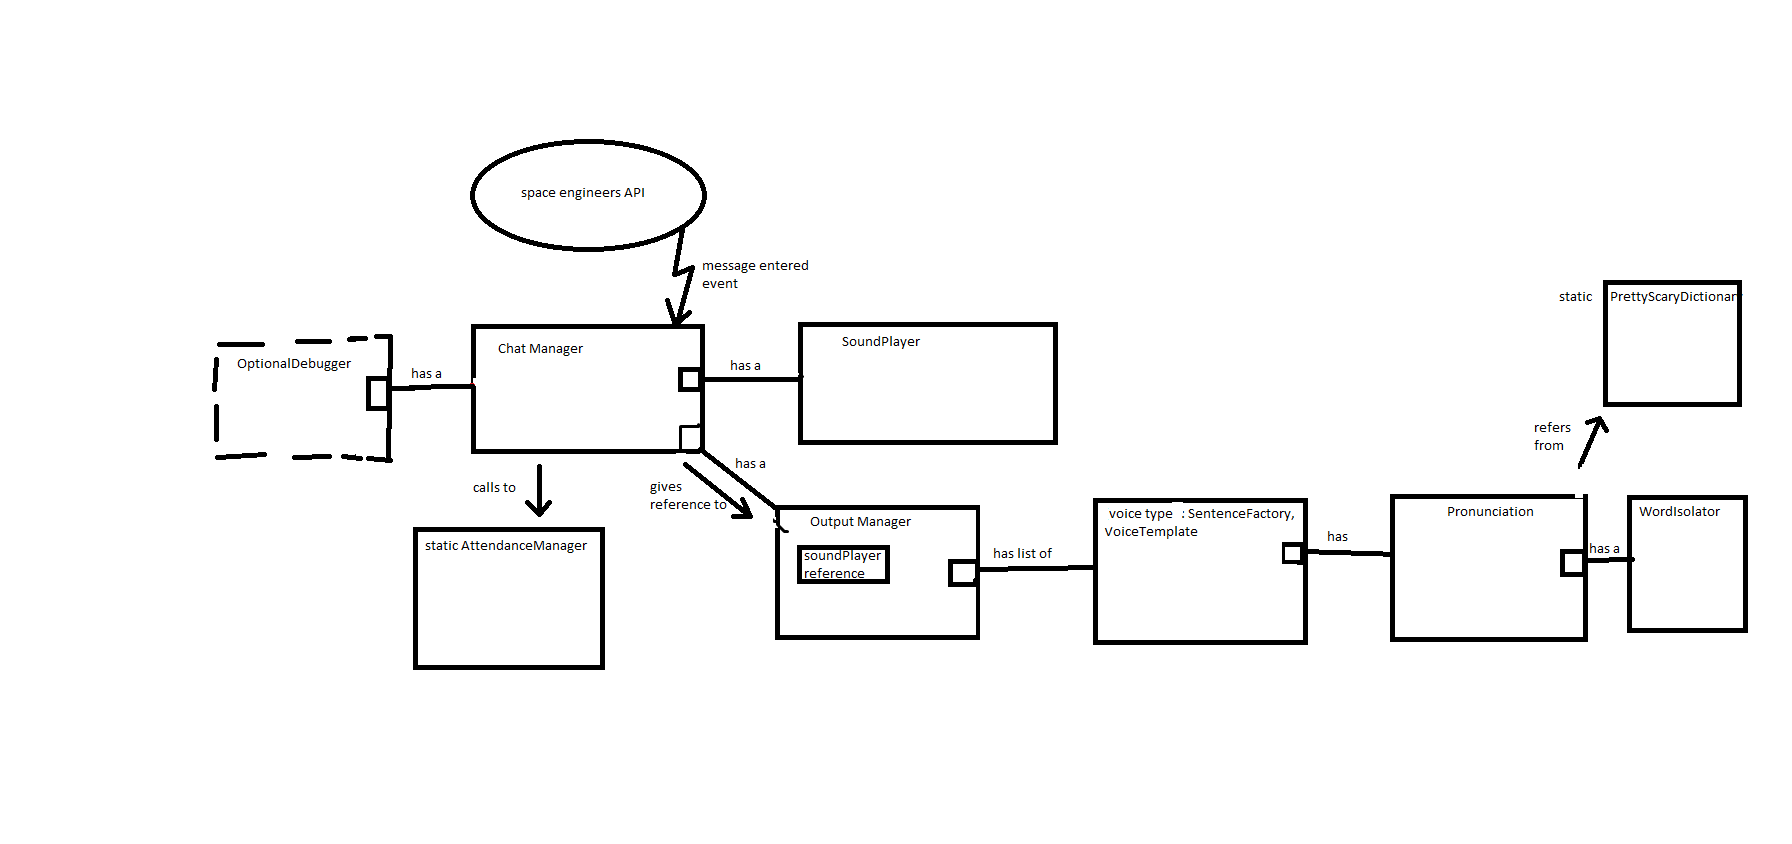 space engineers API
message entered
event
static
PrettyScaryDictionary
OptionalDebugger
has a
Chat Manager
has a
SoundPlayer
refers
from
calls to
gives
reference to
has a
static AttendanceManager
Output Manager
soundPlayer
reference
has list of
voice type : SentenceFactory,
VoiceTemplate
has
Pronunciation
has a
WordIsolator